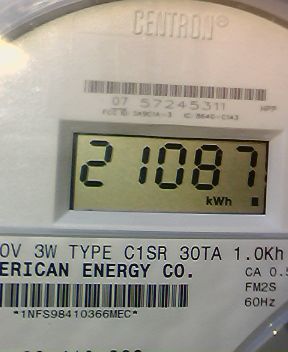 CENTRON®
07 57245311 HPP
21087
kWh
0V 3W TYPE C1SR 30TA 1.0Kh
ERICAN ENERGY CO.
CA 0.5
FM2S
60Hz
*1NFS98410366MEC*